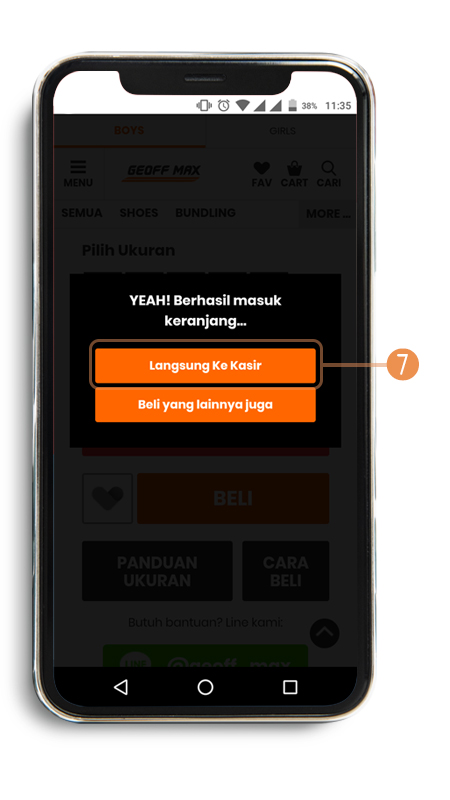 38% 11:35
BOYS GIRLS
GEOFF MAX
MENU FAV CART CARI
SEMUA SHOES BUNDLING MORE ...
Pilih Ukuran
YEAH! Berhasil masuk
keranjang...
Langsung Ke Kasir
7
Beli yang lainnya juga
BELI
PANDUAN
UKURAN
CARA
BELI
Butuh bantuan? Line kami:
LINE @geoff_max